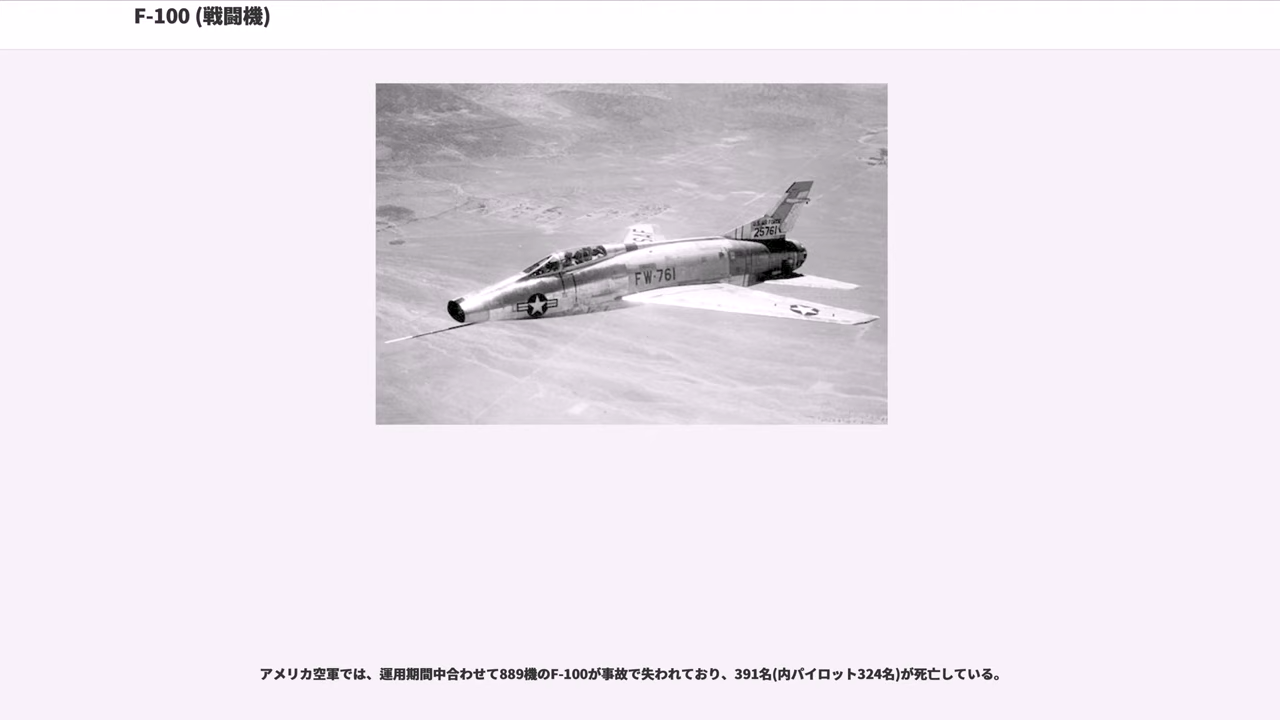 F-100 (戦闘機)
25761
FW-761
アメリカ空軍では、運用期間中合わせて889機のF-100が事故で失われており、391名(内パイロット324名)が死亡している。